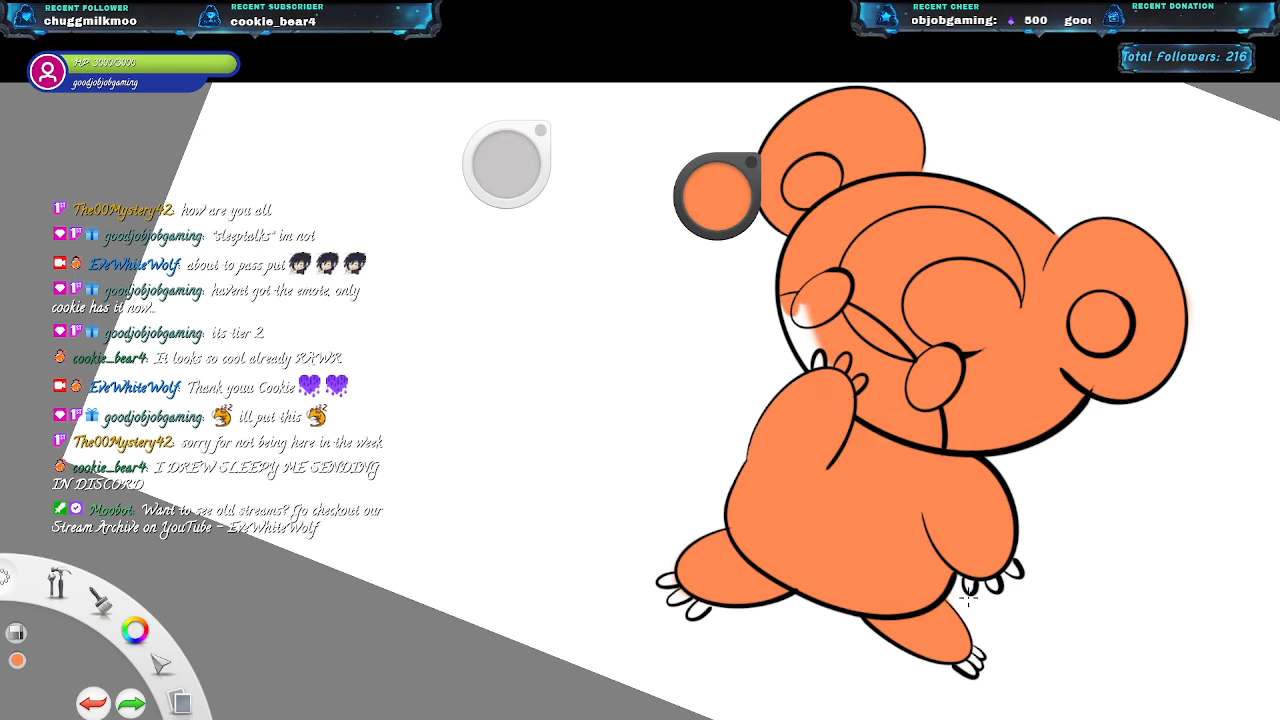 RECENT FOLLOWER
chuggmilkmoo
RECENT SUBSCRIBER
cookie_bear4
RECENT CHEER
objobgaming: 500 goo
RECENT DONATION
Total Followers: 216
HP: 3000/3000
goodjobjobgaming
The00Mystery42: how are you all
goodjobjobgaming: *sleeptalks* im not
EveWhiteWolf: about to pass put
goodjobjobgaming: havent got the emote, only
cookie has it now...
goodjobjobgaming: its tier 2
cookie_bear4: It looks so cool already RAWR
EveWhiteWolf: Thank youu Cookie
goodjobjobgaming: ill put this
The00Mystery42: sorry for not being here in the week
cookie_bear4: I DREW SLEEPY ME SENDING
IN DISCORD
Moobot: Want to see old streams? Go checkout our
Stream Archive on YouTube - EveWhiteWolf